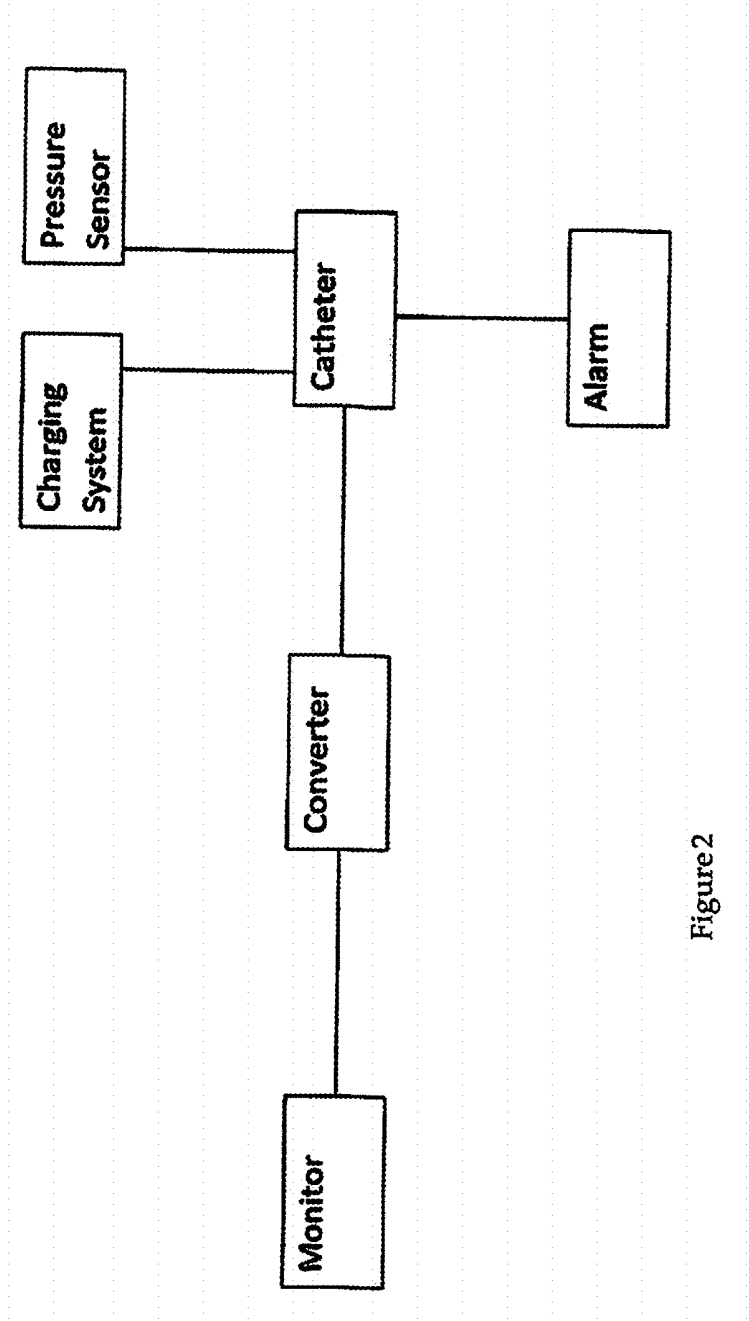 Pressure
Sensor
Charging
System
Catheter
Converter
Monitor
Alarm
Figure 2